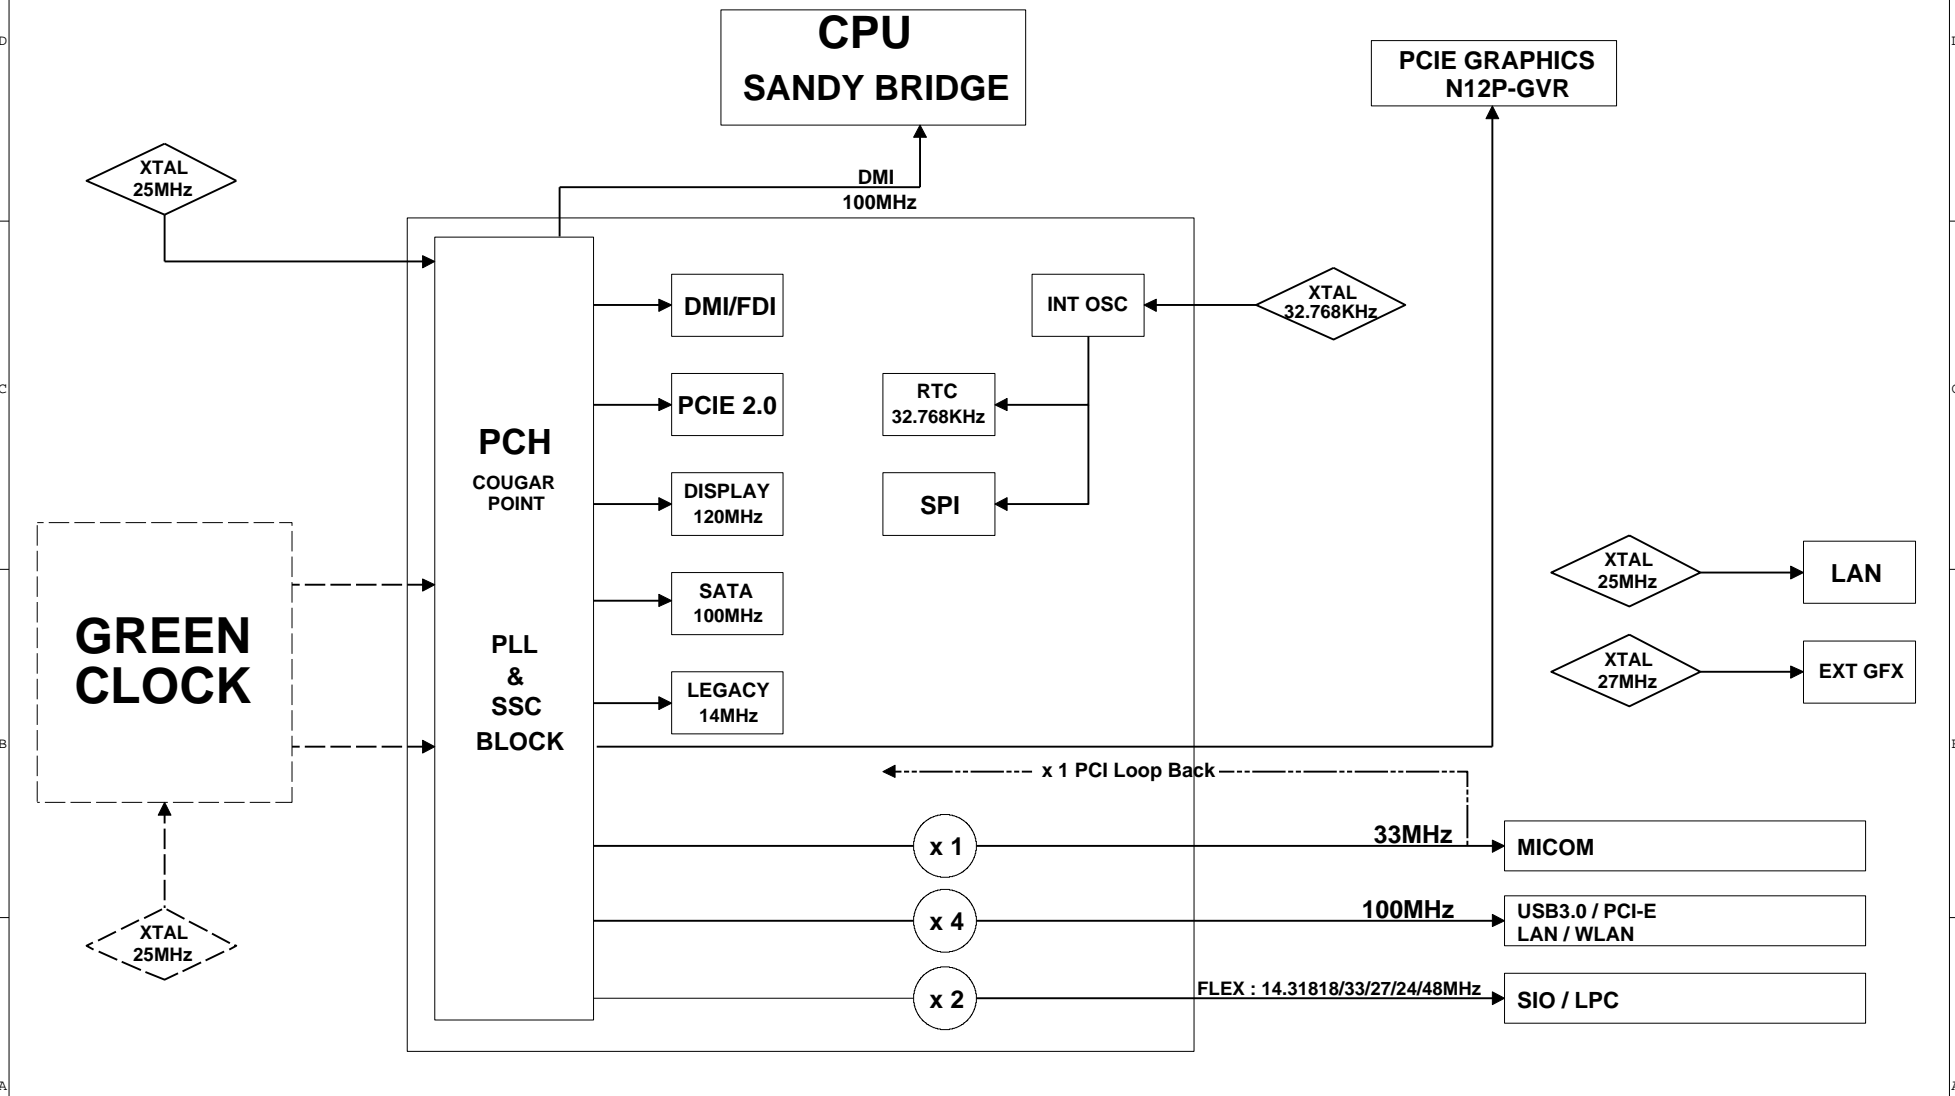 D
CPU
SANDY BRIDGE
PCIE GRAPHICS
N12P-GVR
XTAL
25MHz
DMI
100MHz
DMI/FDI
INT OSC
XTAL
32.768KHz
C
PCIE 2.0
RTC
32.768KHz
PCH
COUGAR
POINT
DISPLAY
120MHz
SPI
XTAL
25MHz
LAN
SATA
100MHz
GREEN
CLOCK
PLL
&
SSC
BLOCK
XTAL
27MHz
EXT GFX
LEGACY
14MHz
B
x 1 PCI Loop Back
x 1
33MHz
MICOM
x 4
100MHz
USB3.0 / PCI-E
LAN / WLAN
XTAL
25MHz
x 2
FLEX : 14.31818/33/27/24/48MHz
SIO / LPC
A